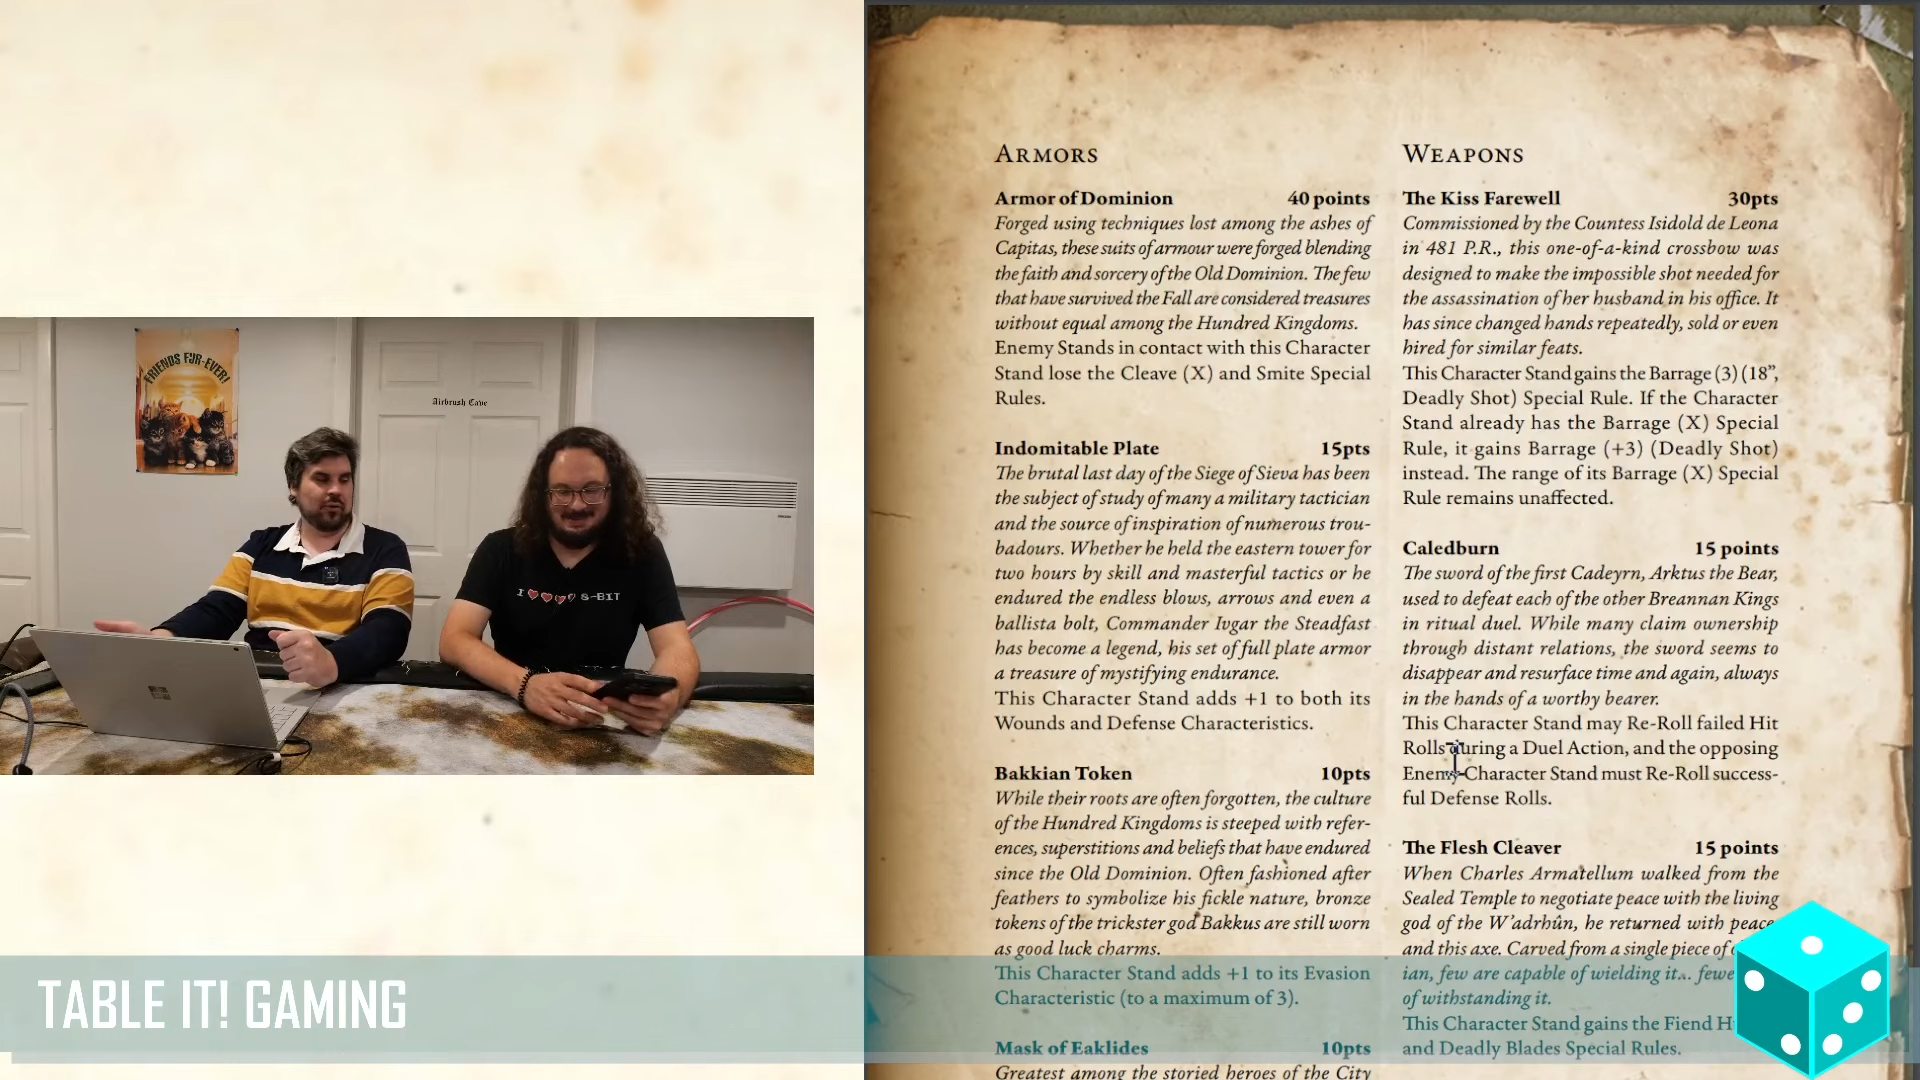 FRIENDS FUR-EVER!
Airbrush Cave
I 8-BIT
TABLE IT! GAMING
ARMORS
Armor of Dominion 40 points
Forged using techniques lost among the ashes of
Capitas, these suits of armour were forged blending
the faith and sorcery of the Old Dominion. The few
that have survived the Fall are considered treasures
without equal among the Hundred Kingdoms.
Enemy Stands in contact with this Character
Stand lose the Cleave (X) and Smite Special
Rules.
Indomitable Plate 15pts
The brutal last day of the Siege of Sieva has been
the subject of study of many a military tactician
and the source of inspiration of numerous trou-
badours. Whether he held the eastern tower for
two hours by skill and masterful tactics or he
endured the endless blows, arrows and even a
ballista bolt, Commander Ivgar the Steadfast
has become a legend, his set of full plate armor
a treasure of mystifying endurance.
This Character Stand adds +1 to both its
Wounds and Defense Characteristics.
Bakkian Token 10pts
While their roots are often forgotten, the culture
of the Hundred Kingdoms is steeped with refer-
ences, superstitions and beliefs that have endured
since the Old Dominion. Often fashioned after
feathers to symbolize his fickle nature, bronze
tokens of the trickster god Bakkus are still worn
as good luck charms.
This Character Stand adds +1 to its Evasion
Characteristic (to a maximum of 3).
Mask of Eaklides 10pts
Greatest among the storied heroes of the City
WEAPONS
The Kiss Farewell 30pts
Commissioned by the Countess Isidold de Leona
in 481 P.R., this one-of-a-kind crossbow was
designed to make the impossible shot needed for
the assassination of her husband in his office. It
has since changed hands repeatedly, sold or even
hired for similar feats.
This Character Stand gains the Barrage (3) (18”,
Deadly Shot) Special Rule. If the Character
Stand already has the Barrage (X) Special
Rule, it gains Barrage (+3) (Deadly Shot)
instead. The range of its Barrage (X) Special
Rule remains unaffected.
Caledburn 15 points
The sword of the first Cadeyrn, Arktus the Bear,
used to defeat each of the other Breannan Kings
in ritual duel. While many claim ownership
through distant relations, the sword seems to
disappear and resurface time and again, always
in the hands of a worthy bearer.
This Character Stand may Re-Roll failed Hit
Rolls during a Duel Action, and the opposing
Enemy Character Stand must Re-Roll success-
ful Defense Rolls.
The Flesh Cleaver 15 points
When Charles Armatellum walked from the
Sealed Temple to negotiate peace with the living
god of the W’adrhûn, he returned with peace
and this axe. Carved from a single piece of
ian, few are capable of wielding it... fewe
of withstanding it.
This Character Stand gains the Fiend H
and Deadly Blades Special Rules.